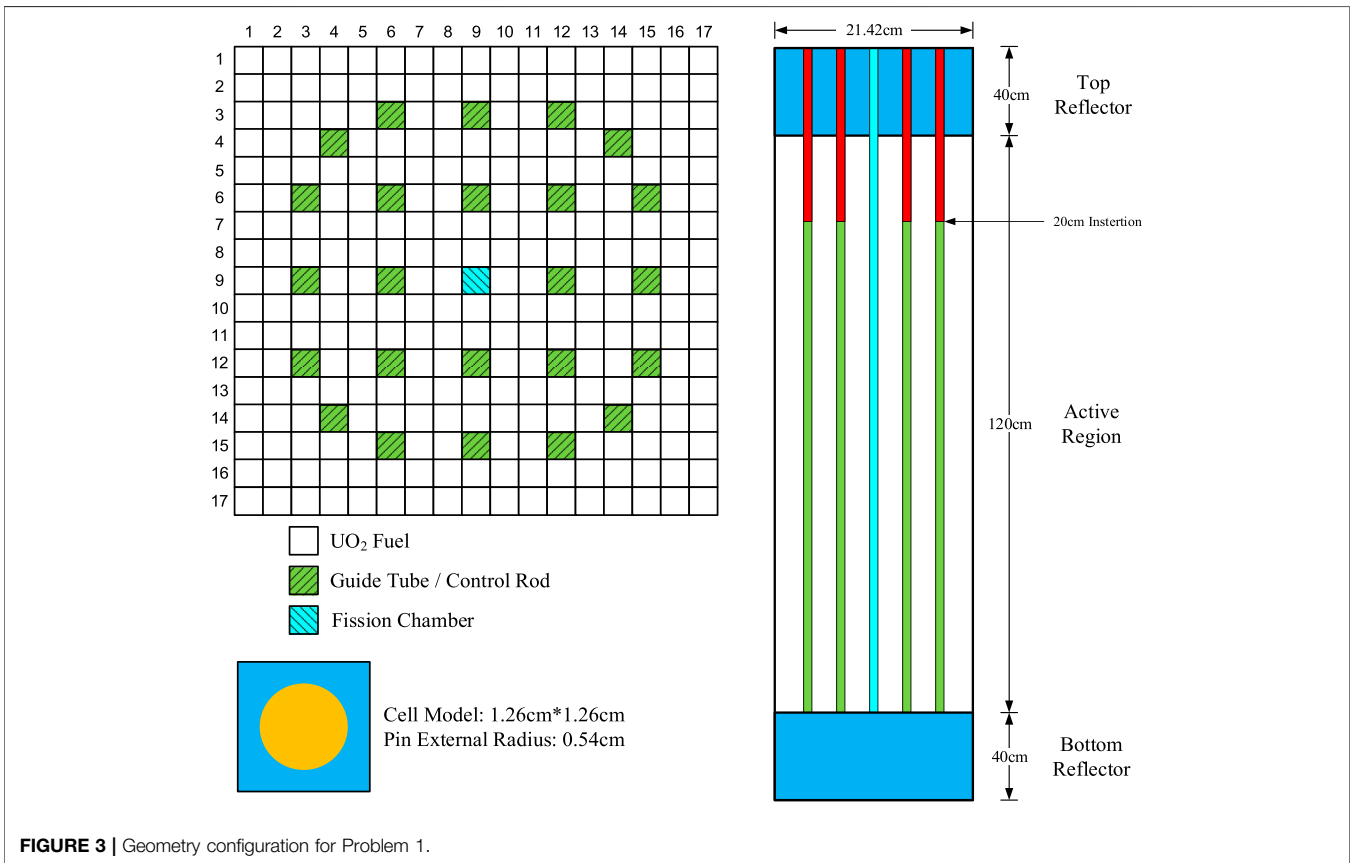 1 2 3 4 5 6 7 8 9 10 11 12 13 14 15 16 17
1
2
3
4
5
6
7
8
9
10
11
12
13
14
15
16
17
UO₂ Fuel
Guide Tube / Control Rod
Fission Chamber
Cell Model: 1.26cm*1.26cm
Pin External Radius: 0.54cm
21.42cm
40cm
Top
Reflector
20cm Instertion
120cm
Active
Region
40cm
Bottom
Reflector
FIGURE 3 | Geometry configuration for Problem 1.